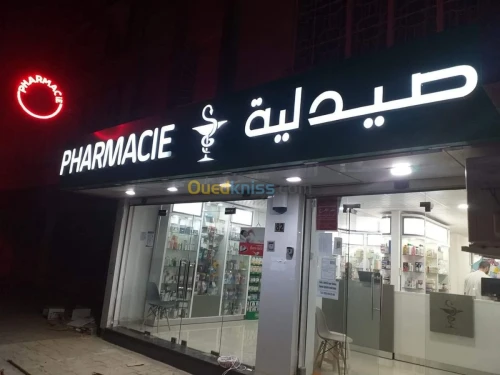 PHARMACIE
PHARMACIE صيدلية
Ouedkniss.com